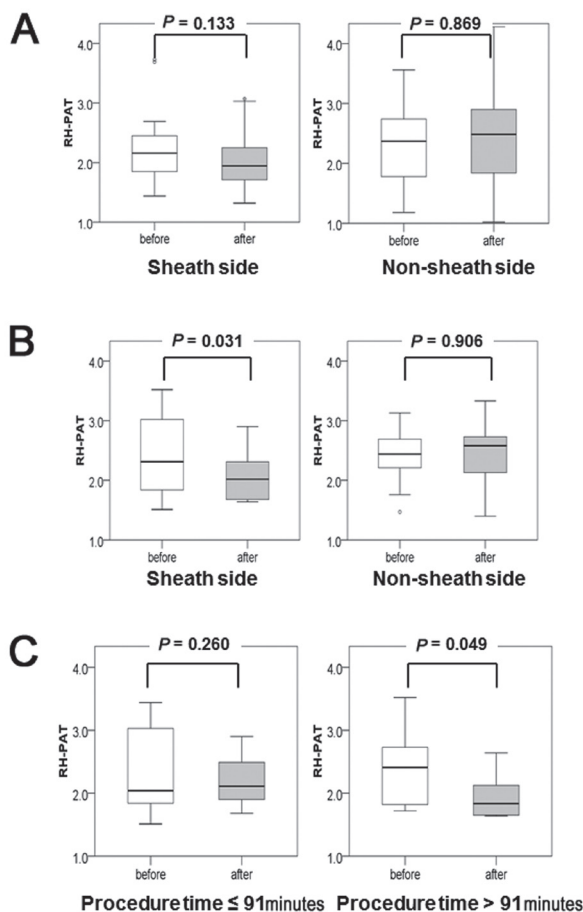 A
P = 0.133
P = 0.869
RH-PAT
4.0
3.0
2.0
1.0
before
after
Sheath side
RH-PAT
4.0
3.0
2.0
1.0
before
after
Non-sheath side
B
P = 0.031
P = 0.906
RH-PAT
4.0
3.0
2.0
1.0
before
after
Sheath side
RH-PAT
4.0
3.0
2.0
1.0
before
after
Non-sheath side
C
P = 0.260
P = 0.049
RH-PAT
4.0
3.0
2.0
1.0
before
after
Procedure time ≤ 91minutes
RH-PAT
4.0
3.0
2.0
1.0
before
after
Procedure time > 91minutes